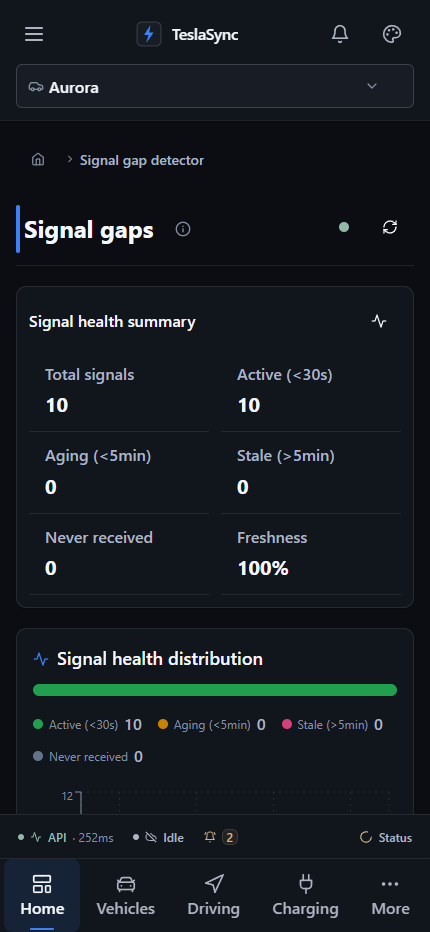 TeslaSync
Aurora
Signal gap detector
Signal gaps
Signal health summary
Total signals
10
Active (<30s)
10
Aging (<5min)
0
Stale (>5min)
0
Never received
0
Freshness
100%
Signal health distribution
Active (<30s) 10 Aging (<5min) 0 Stale (>5min) 0
Never received 0
12
API · 252ms Idle 2 Status
Home Vehicles Driving Charging More